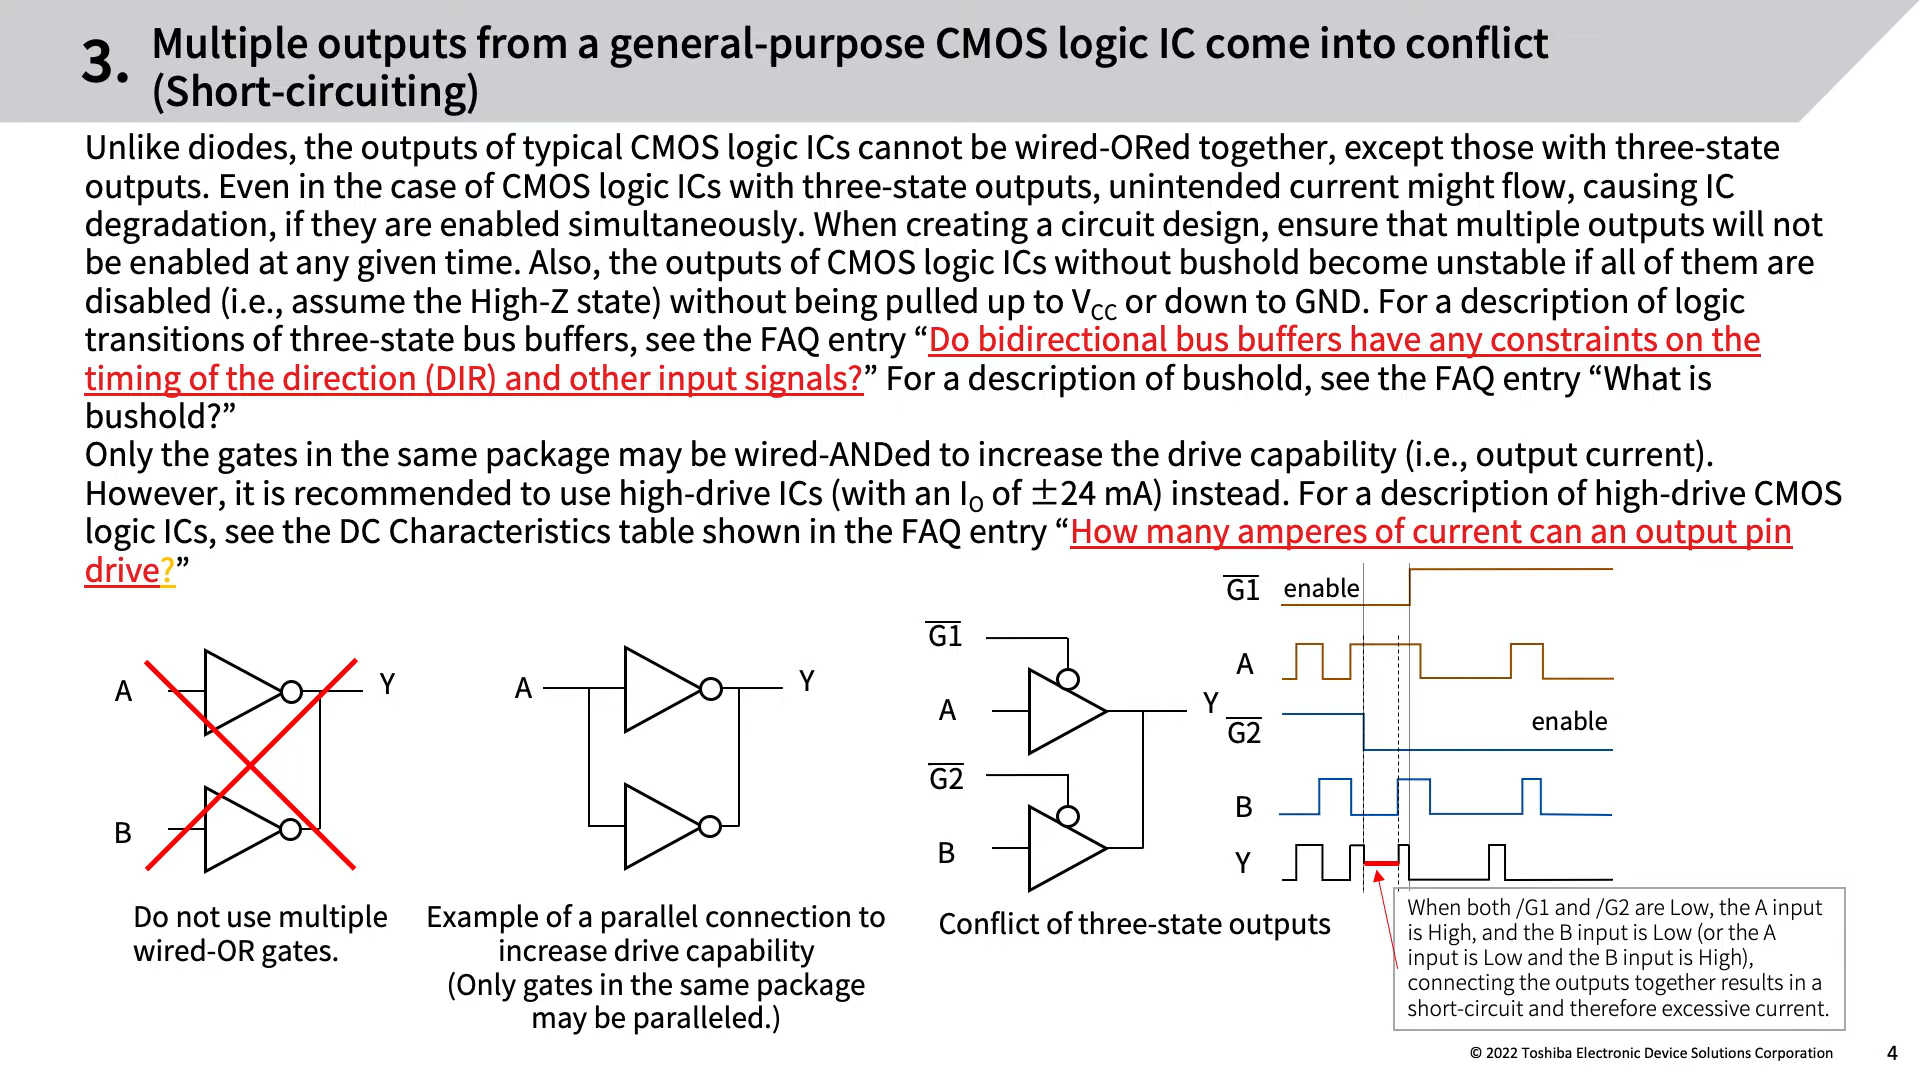 3. Multiple outputs from a general-purpose CMOS logic IC come into conflict
(Short-circuiting)
Unlike diodes, the outputs of typical CMOS logic ICs cannot be wired-ORed together, except those with three-state
outputs. Even in the case of CMOS logic ICs with three-state outputs, unintended current might flow, causing IC
degradation, if they are enabled simultaneously. When creating a circuit design, ensure that multiple outputs will not
be enabled at any given time. Also, the outputs of CMOS logic ICs without bushold become unstable if all of them are
disabled (i.e., assume the High-Z state) without being pulled up to VCC or down to GND. For a description of logic
transitions of three-state bus buffers, see the FAQ entry “Do bidirectional bus buffers have any constraints on the
timing of the direction (DIR) and other input signals?” For a description of bushold, see the FAQ entry “What is
bushold?”
Only the gates in the same package may be wired-ANDed to increase the drive capability (i.e., output current).
However, it is recommended to use high-drive ICs (with an IO of ±24 mA) instead. For a description of high-drive CMOS
logic ICs, see the DC Characteristics table shown in the FAQ entry “How many amperes of current can an output pin
drive?”
A
Y
B
Do not use multiple
wired-OR gates.
A
Y
Example of a parallel connection to
increase drive capability
(Only gates in the same package
may be paralleled.)
G1
A
Y
G2
B
Conflict of three-state outputs
G1 enable
A
G2 enable
B
Y
When both /G1 and /G2 are Low, the A input
is High, and the B input is Low (or the A
input is Low and the B input is High),
connecting the outputs together results in a
short-circuit and therefore excessive current.
© 2022 Toshiba Electronic Device Solutions Corporation 4